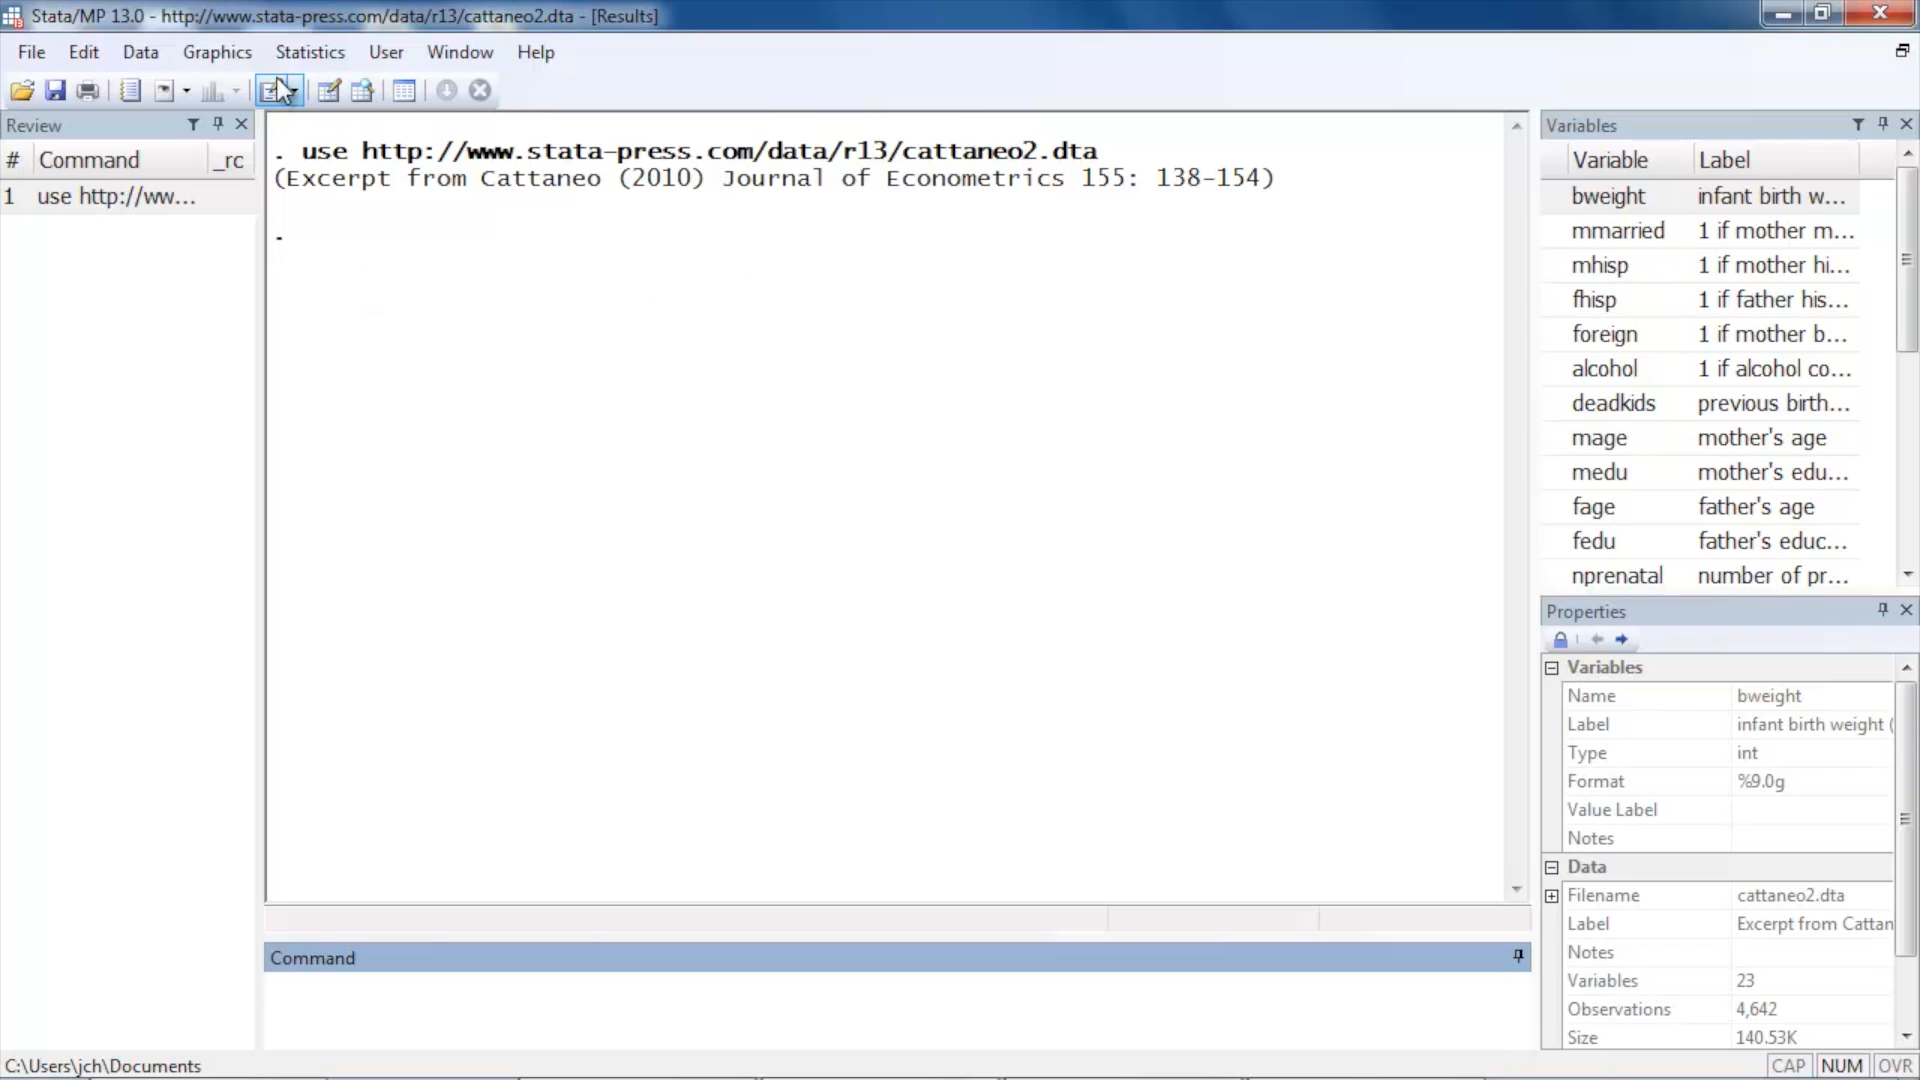 Stata/MP 13.0 - http://www.stata-press.com/data/r13/cattaneo2.dta - [Results]
File Edit Data Graphics Statistics User Window Help
Review
# Command _rc
1 use http://ww...
. use http://www.stata-press.com/data/r13/cattaneo2.dta
(Excerpt from Cattaneo (2010) Journal of Econometrics 155: 138-154)
.
Command
Variables
Variable Label
bweight infant birth w...
mmarried 1 if mother m...
mhisp 1 if mother hi...
fhisp 1 if father his...
foreign 1 if mother b...
alcohol 1 if alcohol co...
deadkids previous birth...
mage mother's age
medu mother's edu...
fage father's age
fedu father's educ...
nprenatal number of pr...
Properties
Variables
Name bweight
Label infant birth weight (
Type int
Format %9.0g
Value Label
Notes
Data
Filename cattaneo2.dta
Label Excerpt from Cattan
Notes
Variables 23
Observations 4,642
Size 140.53K
C:\Users\jch\Documents
CAP NUM OVR